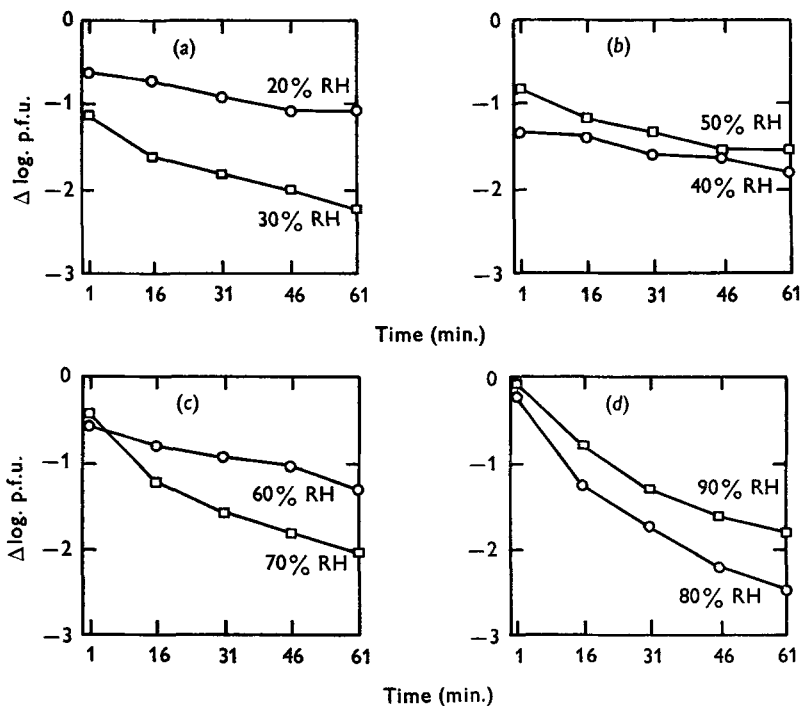 0
(a)
20% RH
−1
Δ log. p.f.u.
−2
30% RH
−3
1 16 31 46 61
0
(b)
−1
50% RH
40% RH
−2
−3
1 16 31 46 61
Time (min.)
0
(c)
−1
60% RH
Δ log. p.f.u.
−2
70% RH
−3
1 16 31 46 61
0
(d)
−1
90% RH
−2
80% RH
−3
1 16 31 46 61
Time (min.)